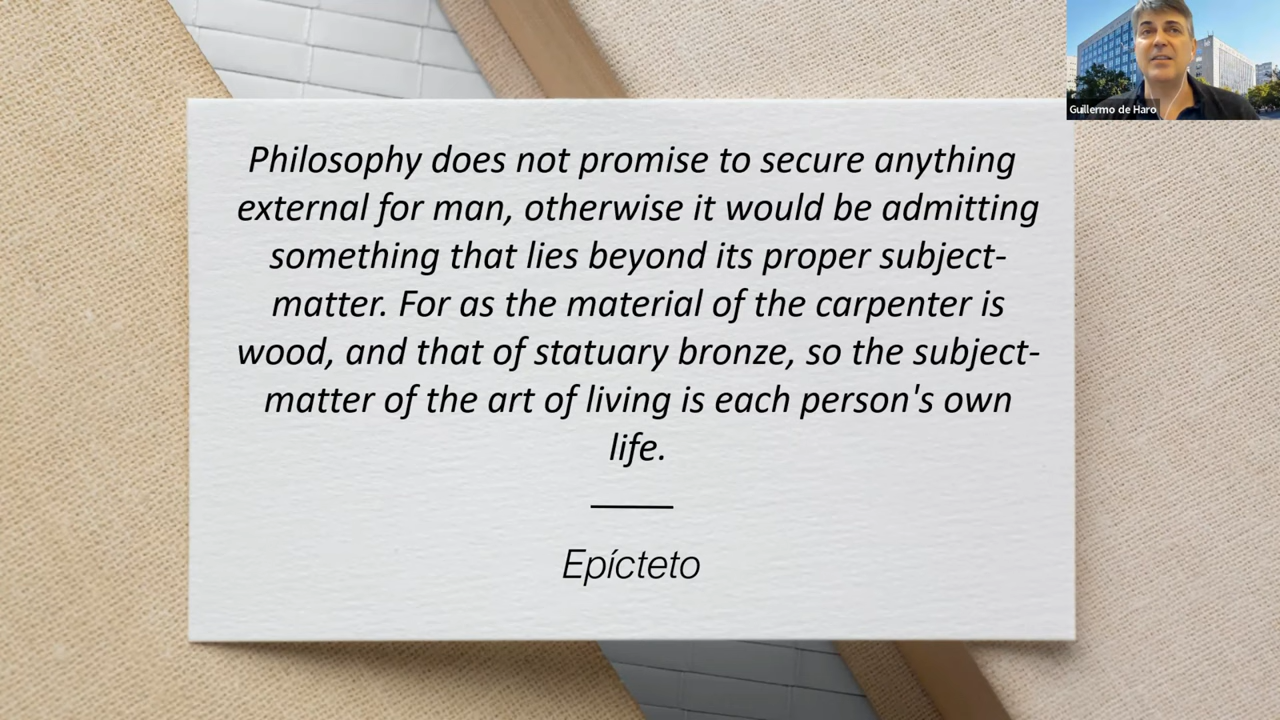 Guillermo de Haro
Philosophy does not promise to secure anything
external for man, otherwise it would be admitting
something that lies beyond its proper subject-
matter. For as the material of the carpenter is
wood, and that of statuary bronze, so the subject-
matter of the art of living is each person's own
life.
Epícteto